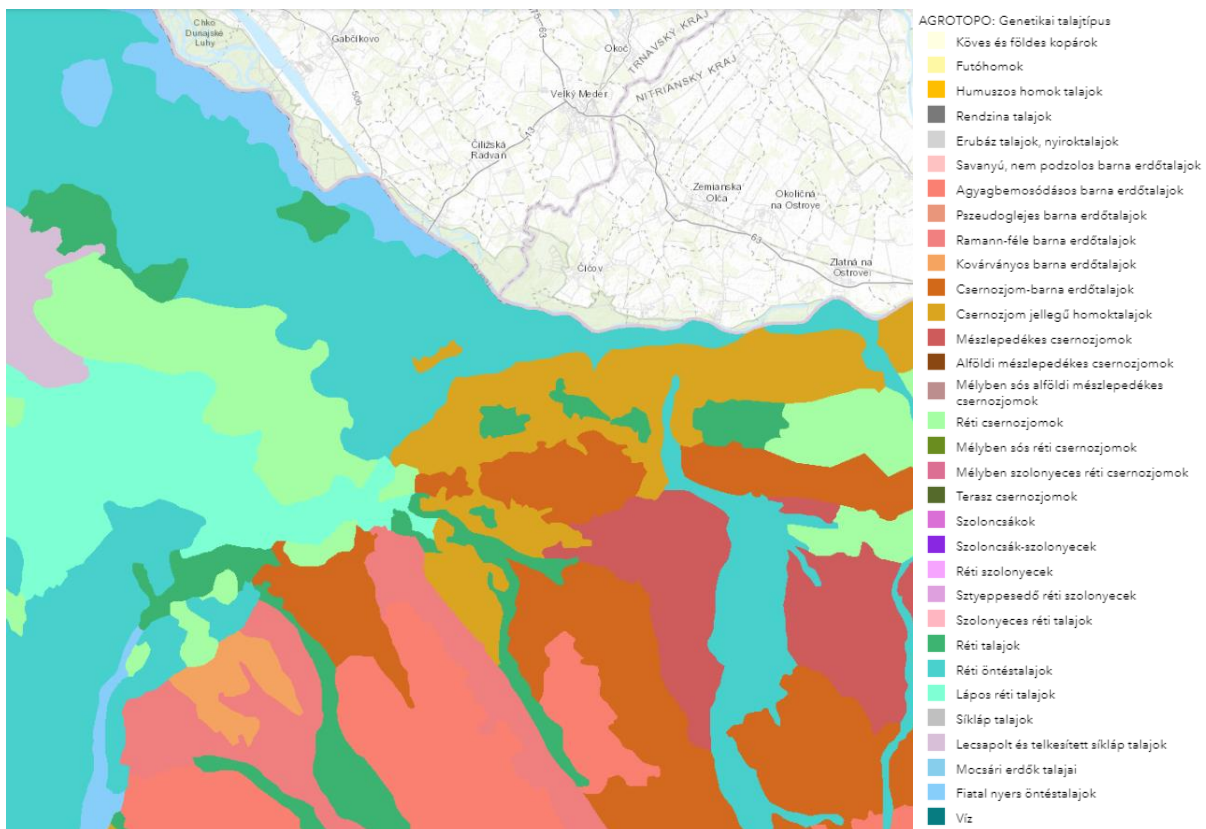 Chko
Dunajské
Luhy
Gabčíkovo
506
13
Čiližská
Radvaň
Okoč
TRNAVSKÝ KRAJ
NITRIANSKY KRAJ
Veľký Meder
Zemianska
Olča
Okoličná
na Ostrove
63
Číčov
Zlatná na
Ostrove
AGROTOPO: Genetikai talajtípus
Köves és földes kopárok
Futóhomok
Humuszos homok talajok
Rendzina talajok
Erubáz talajok, nyiroktalajok
Savanyú, nem podzolos barna erdőtalajok
Agyagbemosódásos barna erdőtalajok
Pszeudoglejes barna erdőtalajok
Ramann-féle barna erdőtalajok
Kovárványos barna erdőtalajok
Csernozjom-barna erdőtalajok
Csernozjom jellegű homoktalajok
Mészlepedékes csernozjomok
Alföldi mészlepedékes csernozjomok
Mélyben sós alföldi mészlepedékes
csernozjomok
Réti csernozjomok
Mélyben sós réti csernozjomok
Mélyben szolonyeces réti csernozjomok
Terasz csernozjomok
Szoloncsákok
Szoloncsák-szolonyecek
Réti szolonyecek
Sztyeppesedő réti szolonyecek
Szolonyeces réti talajok
Réti talajok
Réti öntéstalajok
Lápos réti talajok
Síkláp talajok
Lecsapolt és telkesített síkláp talajok
Mocsári erdők talajai
Fiatal nyers öntéstalajok
Víz